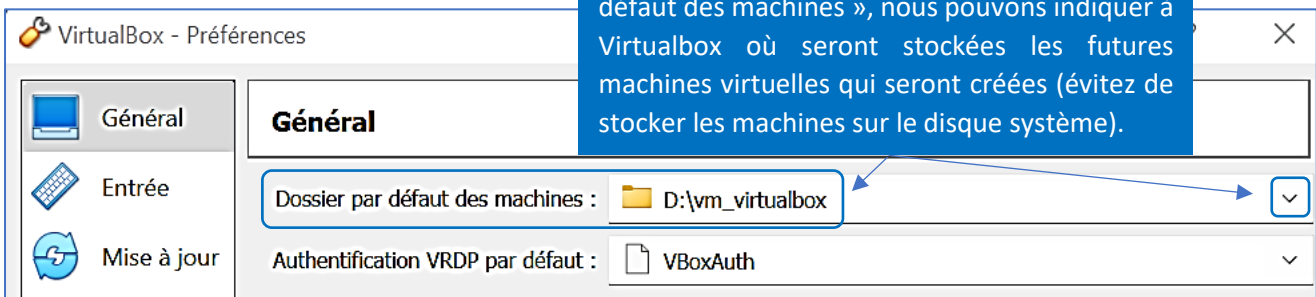 défaut des machines », nous pouvons indiquer à
Virtualbox où seront stockées les futures
machines virtuelles qui seront créées (évitez de
stocker les machines sur le disque système).
VirtualBox - Préférences
Général
Général
Entrée
Dossier par défaut des machines :
D:\vm_virtualbox
Mise à jour
Authentification VRDP par défaut :
VBoxAuth